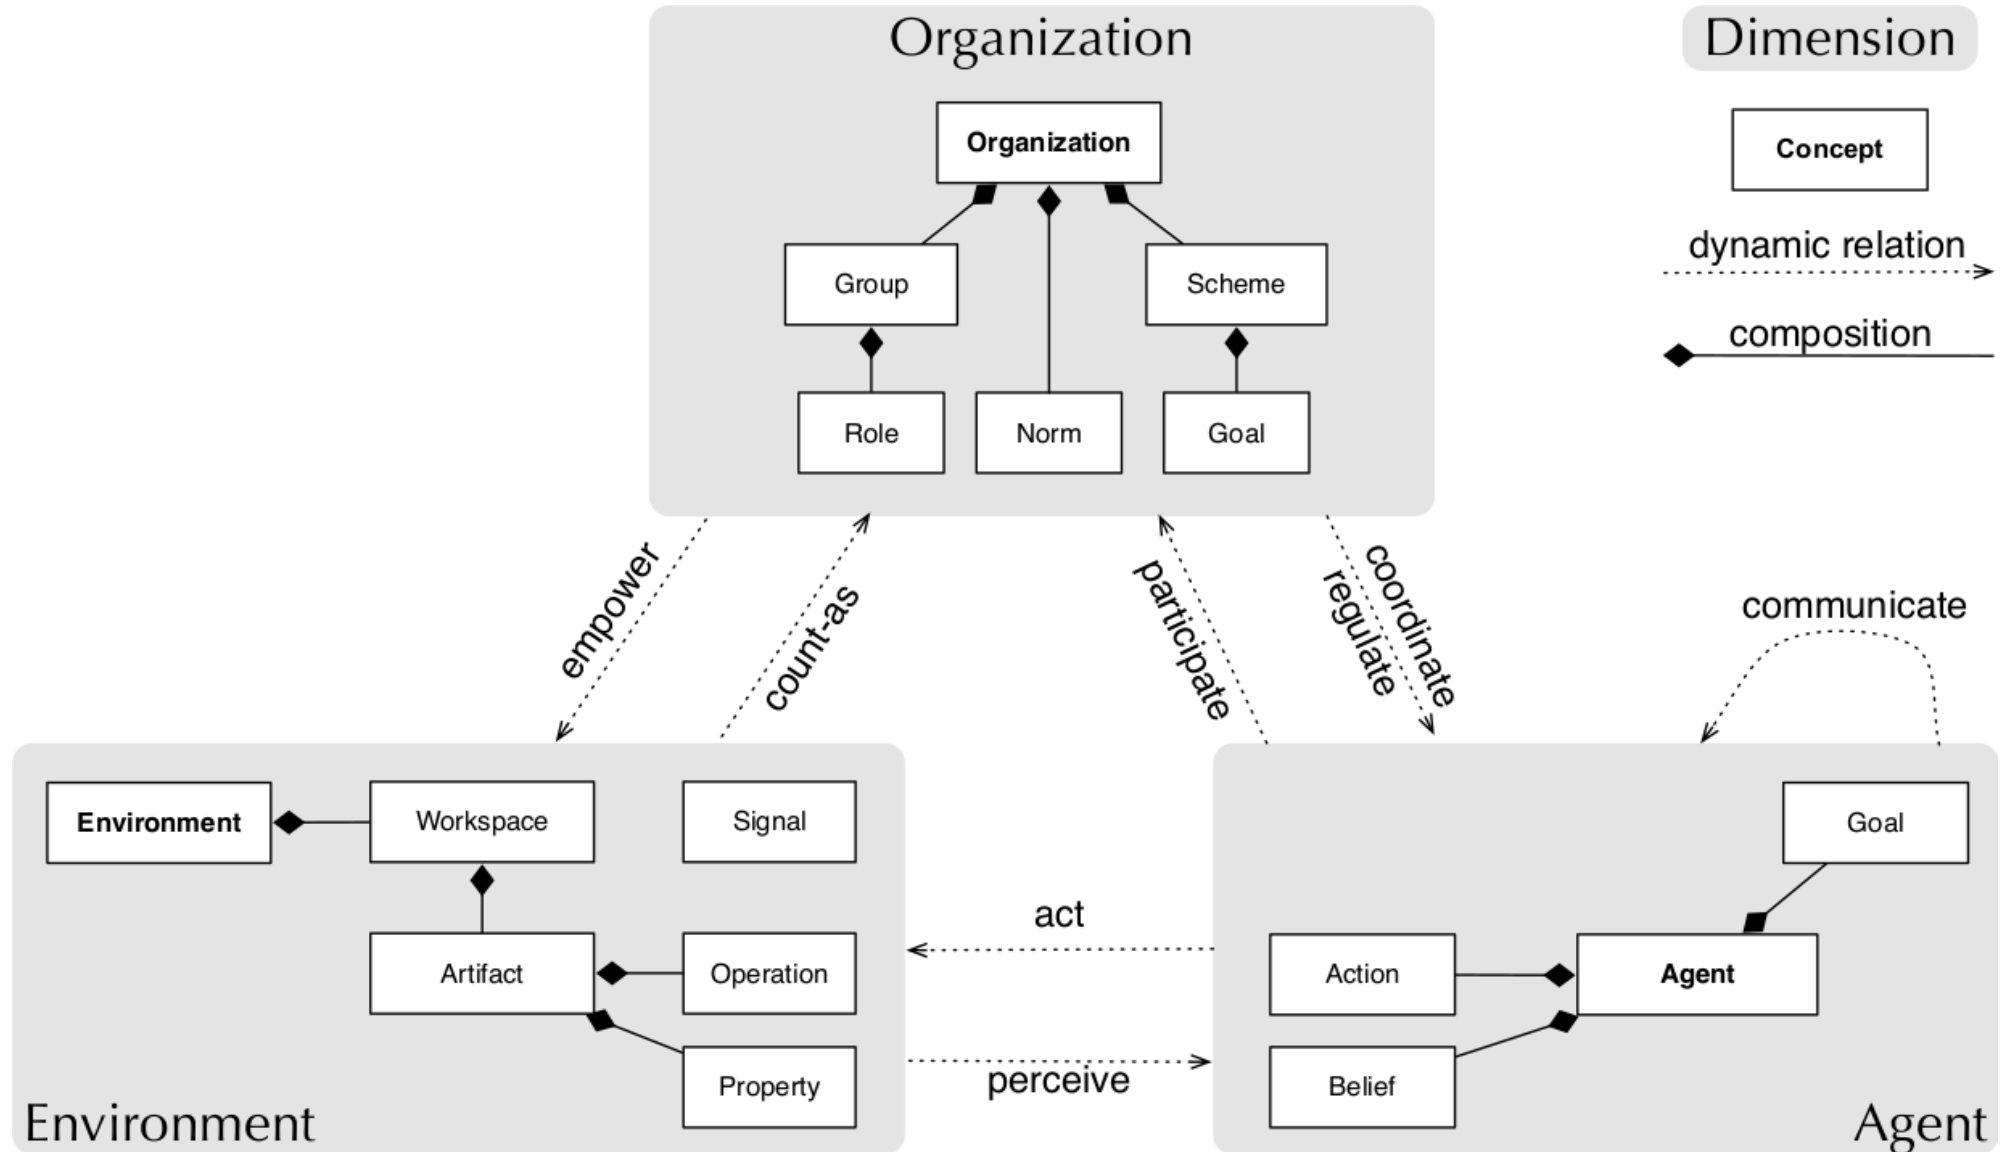 Organization
Dimension
Organization
Concept
dynamic relation
Group
Scheme
composition
Role
Norm
Goal
empower
count-as
participate
coordinate
regulate
communicate
Environment
Workspace
Signal
Goal
act
Artifact
Operation
Action
Agent
perceive
Property
Belief
Environment
Agent